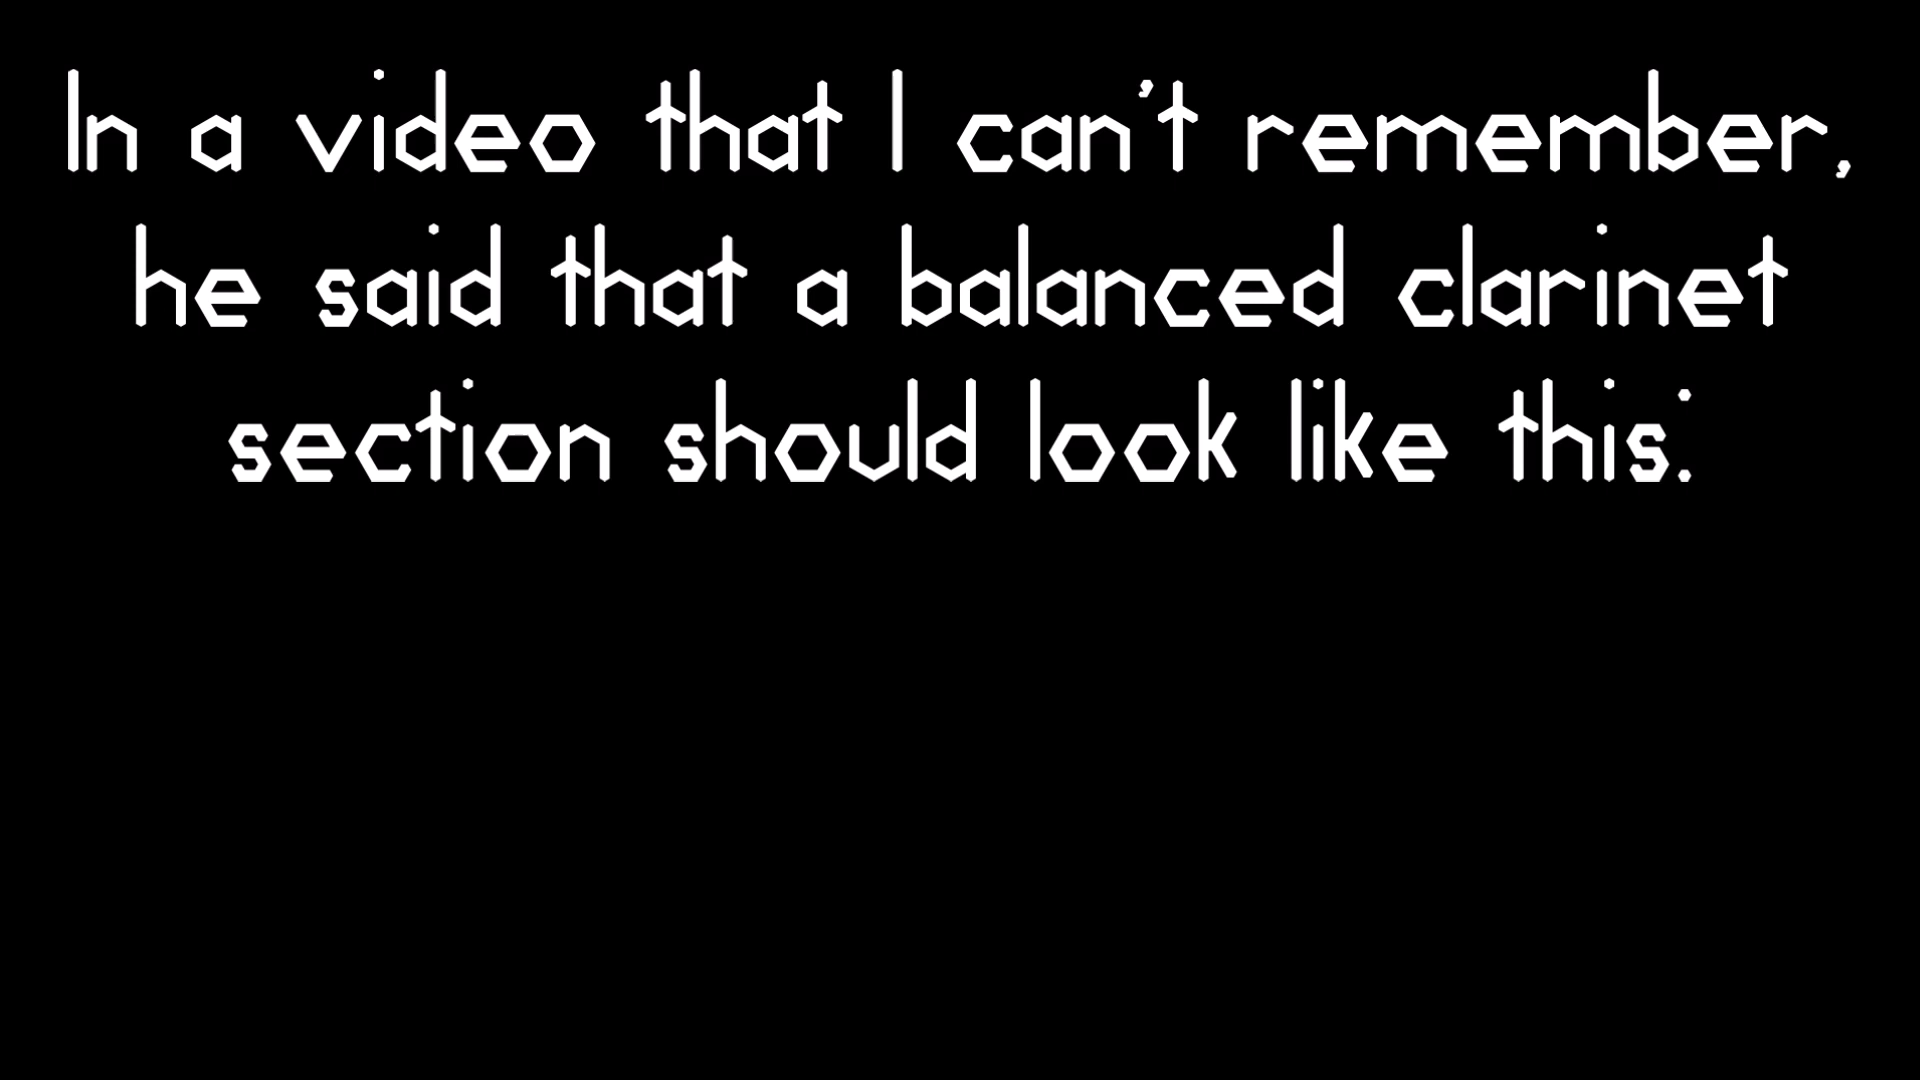 In a video that I can't remember,
he said that a balanced clarinet
section should look like this: